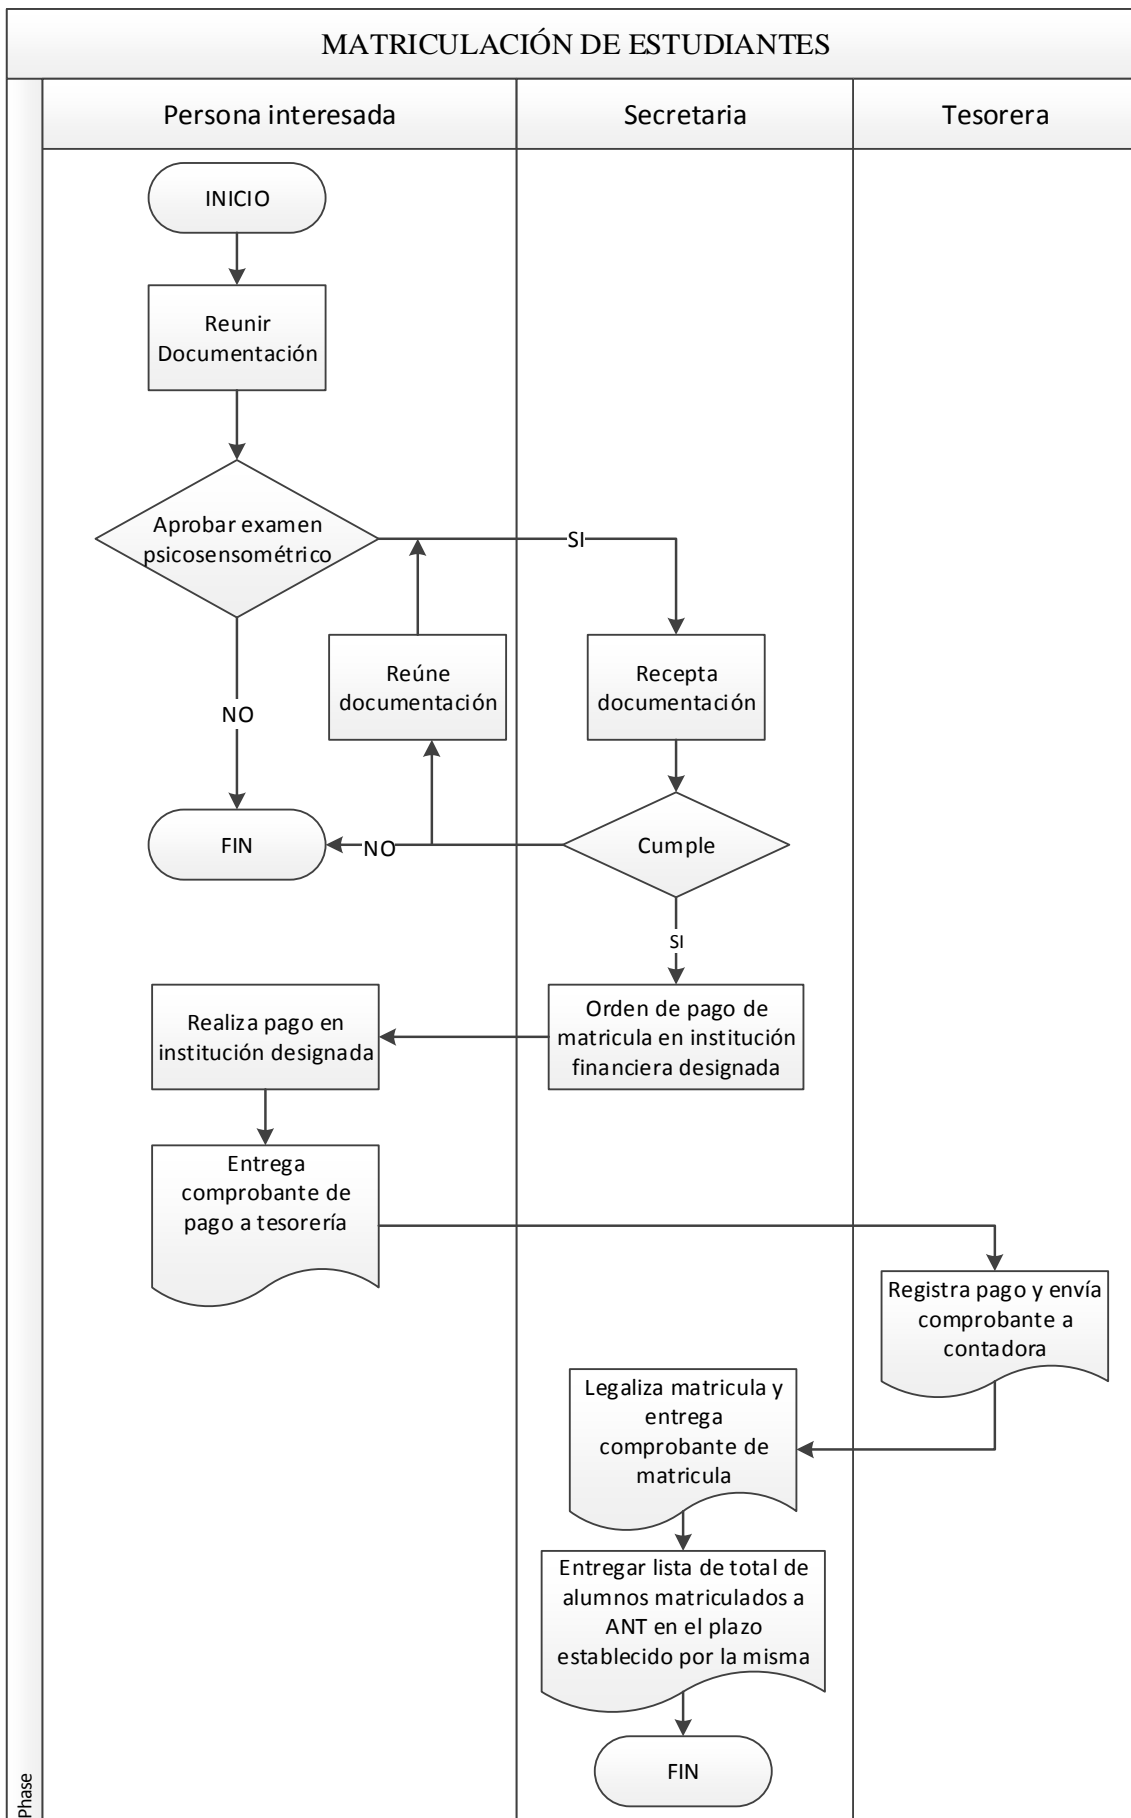 MATRICULACIÓN DE ESTUDIANTES
Persona interesada
Secretaria
Tesorera
INICIO
Reunir
Documentación
Aprobar examen
psicosensométrico
SI
Reúne
documentación
Recepta
documentación
NO
FIN
NO
Cumple
SI
Realiza pago en
institución designada
Orden de pago de
matricula en institución
financiera designada
Entrega
comprobante de
pago a tesorería
Registra pago y envía
comprobante a
contadora
Legaliza matricula y
entrega
comprobante de
matricula
Entregar lista de total de
alumnos matriculados a
ANT en el plazo
establecido por la misma
FIN
Phase